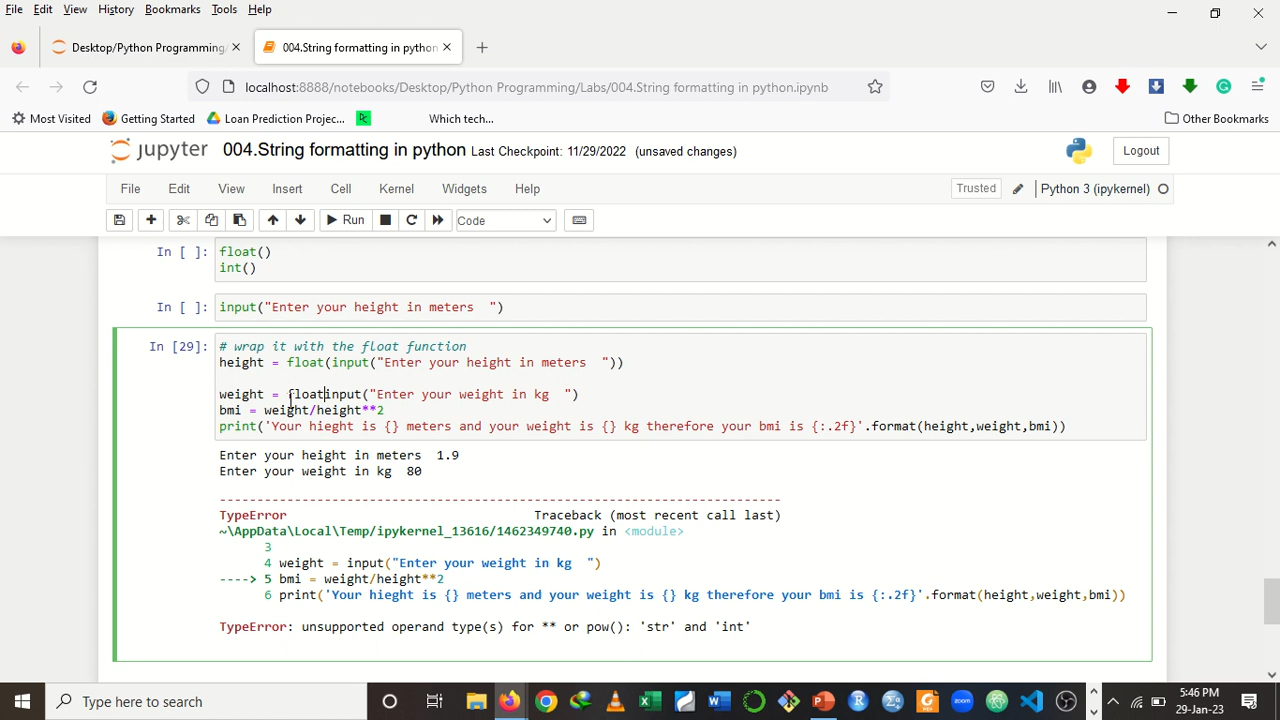 File Edit View History Bookmarks Tools Help
Desktop/Python Programming/ 004.String formatting in python
localhost:8888/notebooks/Desktop/Python Programming/Labs/004.String formatting in python.ipynb
Most Visited Getting Started Loan Prediction Projec... Which tech... Other Bookmarks
jupyter 004.String formatting in python Last Checkpoint: 11/29/2022 (unsaved changes) Logout
File Edit View Insert Cell Kernel Widgets Help Trusted Python 3 (ipykernel)
Run Code
In [ ]: float()
int()
In [ ]: input("Enter your height in meters  ")
In [29]: # wrap it with the float function
height = float(input("Enter your height in meters  "))
weight = floatinput("Enter your weight in kg  ")
bmi = weight/height**2
print('Your hieght is {} meters and your weight is {} kg therefore your bmi is {:.2f}'.format(height,weight,bmi))
Enter your height in meters  1.9
Enter your weight in kg  80
---------------------------------------------------------------------------
TypeError Traceback (most recent call last)
~\AppData\Local\Temp/ipykernel_13616/1462349740.py in <module>
3
4 weight = input("Enter your weight in kg  ")
----> 5 bmi = weight/height**2
6 print('Your hieght is {} meters and your weight is {} kg therefore your bmi is {:.2f}'.format(height,weight,bmi))
TypeError: unsupported operand type(s) for ** or pow(): 'str' and 'int'
Type here to search 5:46 PM
29-Jan-23